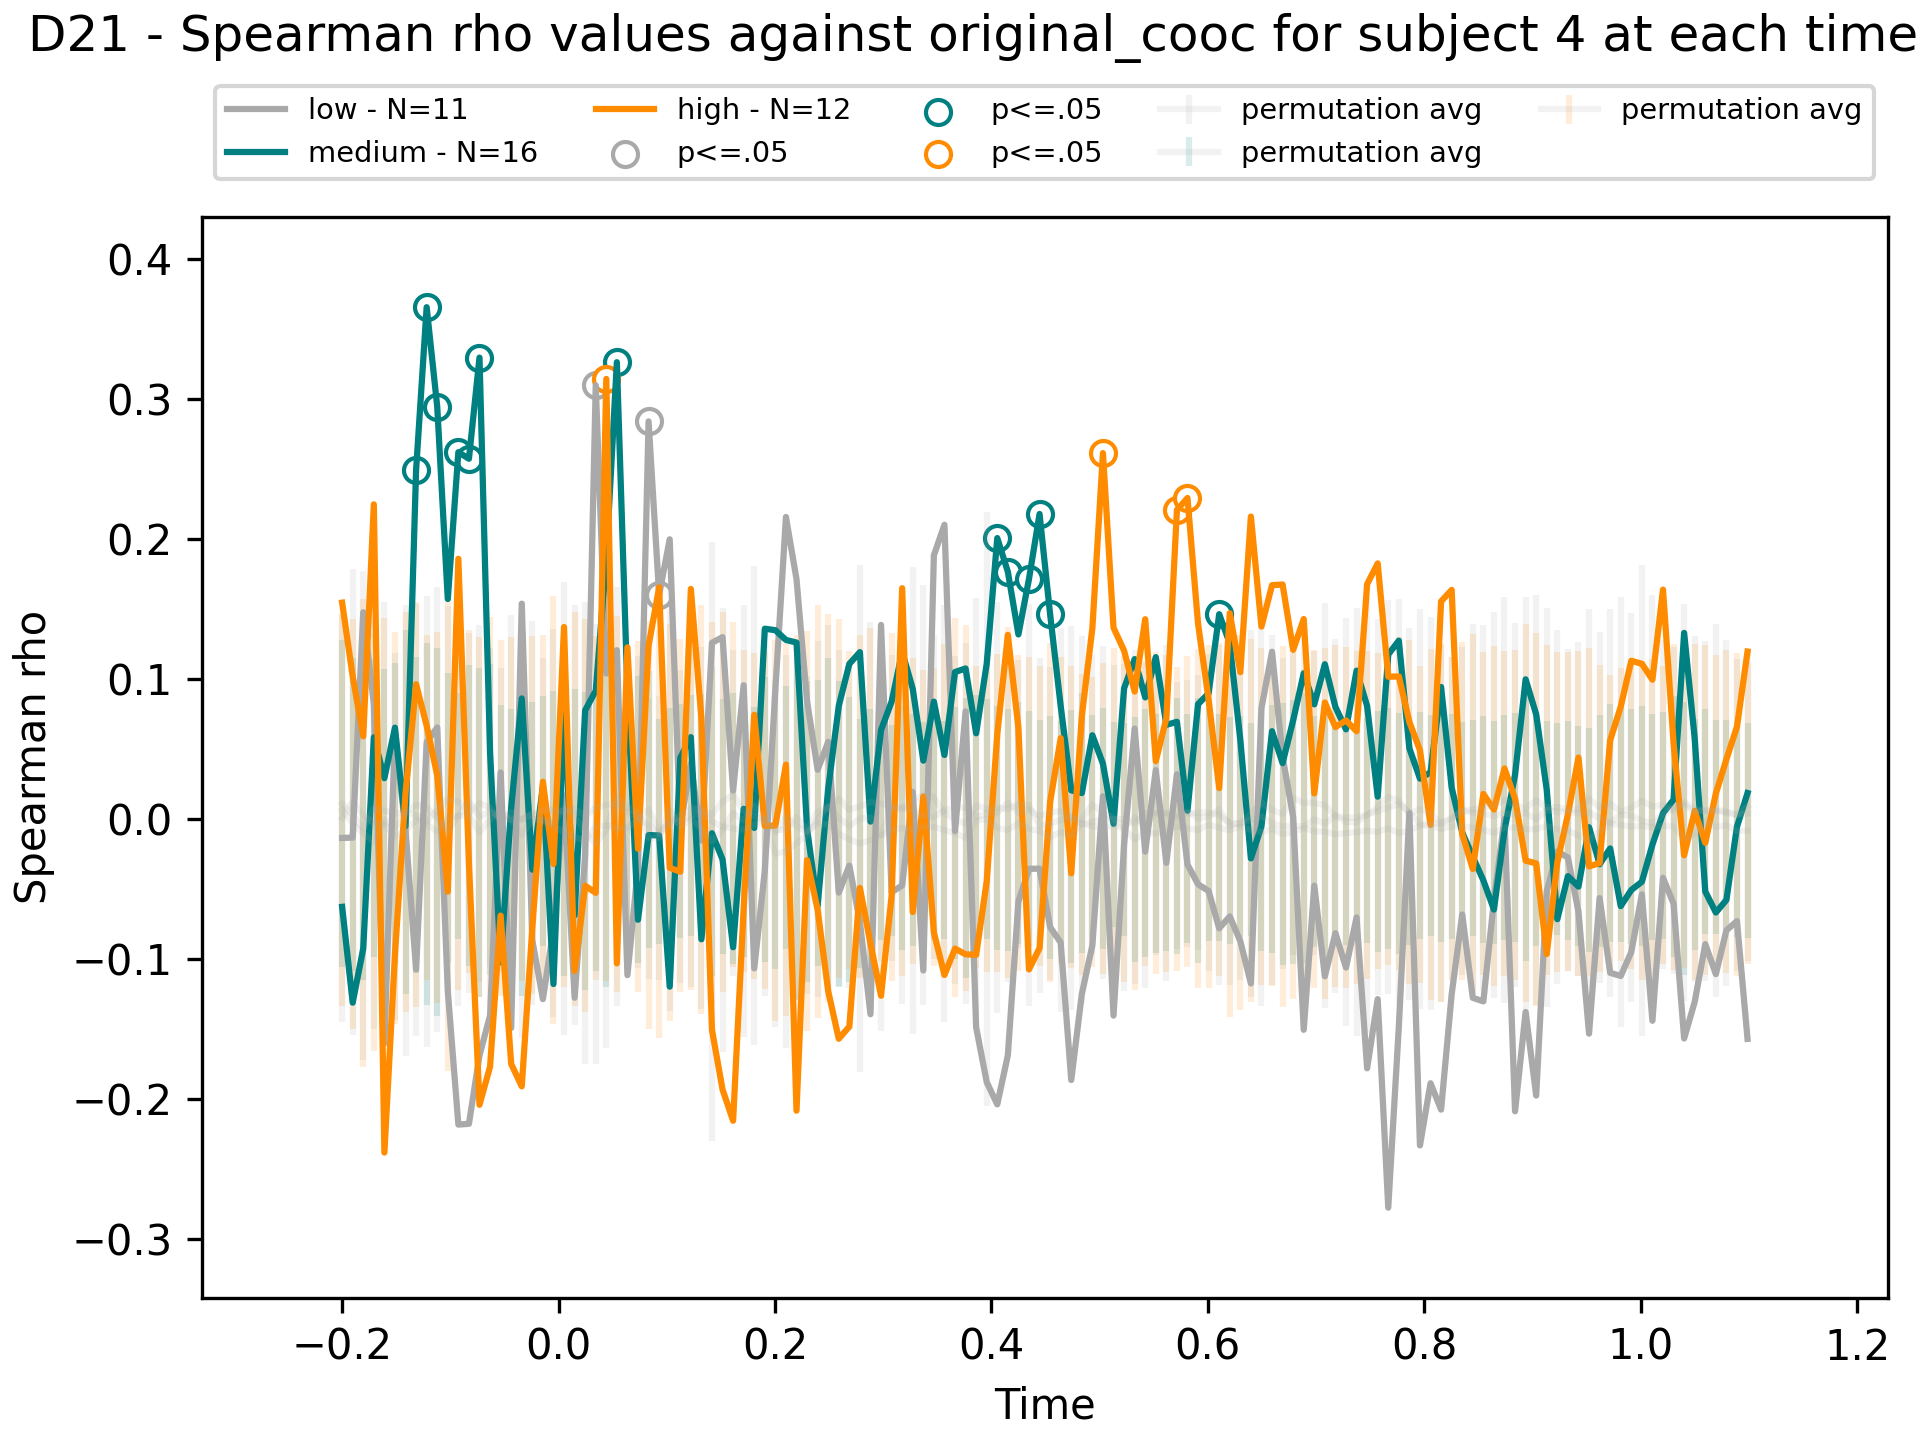 D21 - Spearman rho values against original_cooc for subject 4 at each time
low - N=11 high - N=12 p<=.05 permutation avg permutation avg
medium - N=16 p<=.05 p<=.05 permutation avg
0.4
0.3
0.2
0.1
0.0
−0.1
−0.2
−0.3
Spearman rho
−0.2 0.0 0.2 0.4 0.6 0.8 1.0 1.2
Time